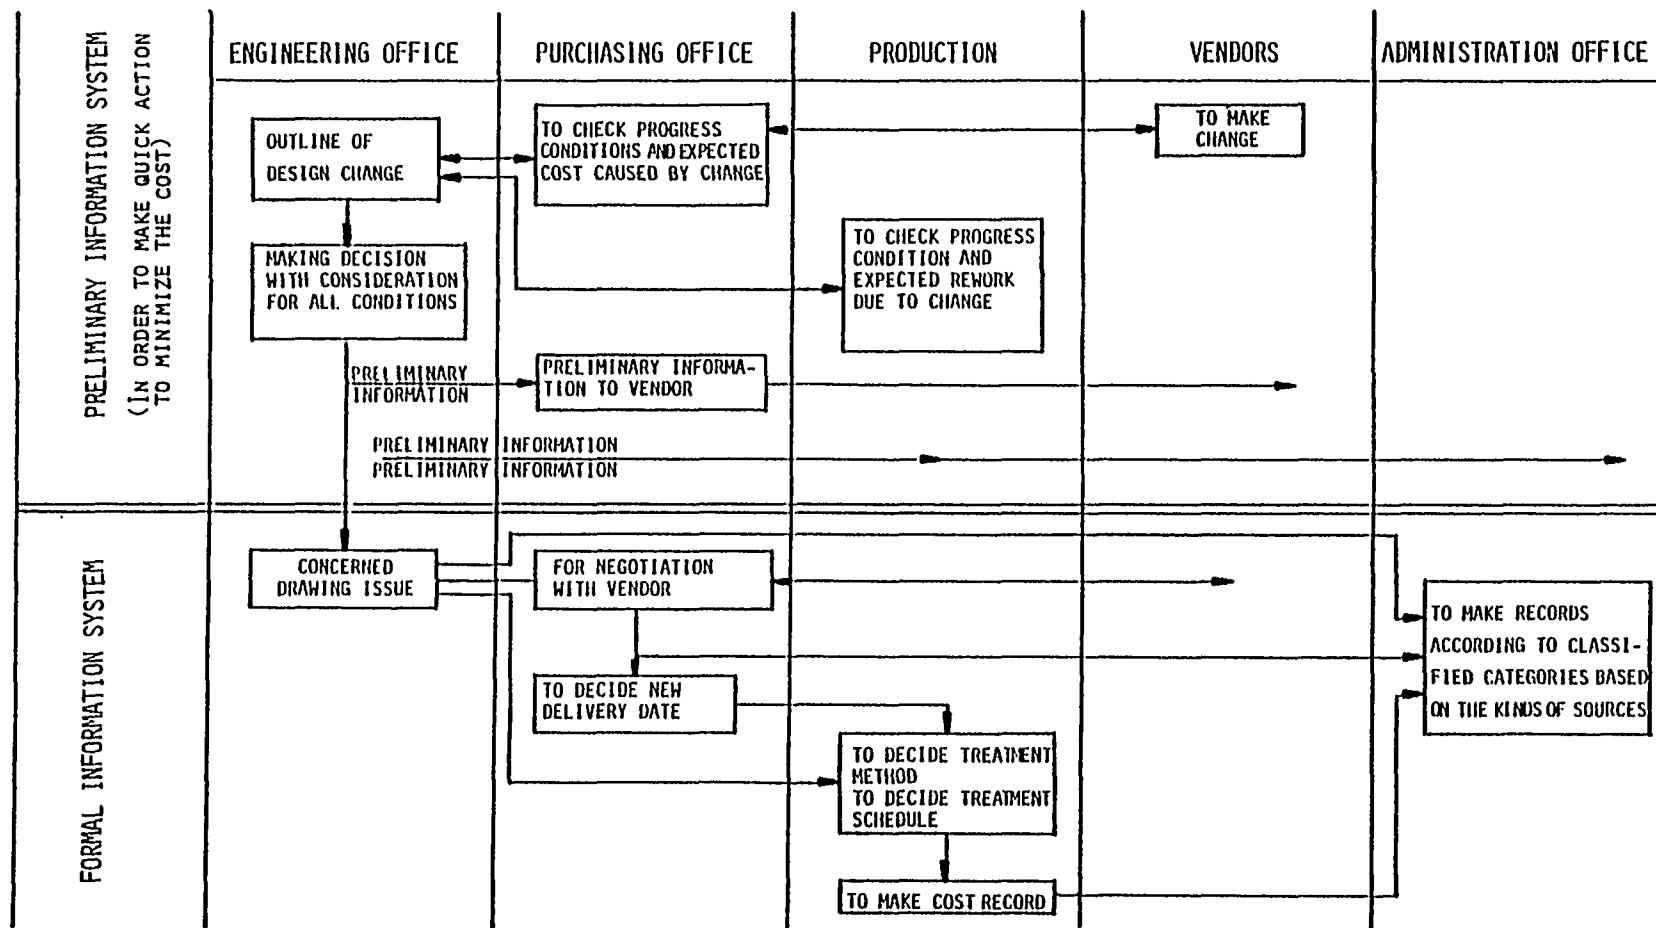 PRELIMINARY INFORMATION SYSTEM
(IN ORDER TO MAKE QUICK ACTION
TO MINIMIZE THE COST)
ENGINEERING OFFICE
PURCHASING OFFICE
PRODUCTION
VENDORS
ADMINISTRATION OFFICE
OUTLINE OF
DESIGN CHANGE
TO CHECK PROGRESS
CONDITIONS AND EXPECTED
COST CAUSED BY CHANGE
TO MAKE
CHANGE
MAKING DECISION
WITH CONSIDERATION
FOR ALL CONDITIONS
TO CHECK PROGRESS
CONDITION AND
EXPECTED REWORK
DUE TO CHANGE
PRELIMINARY
INFORMATION
PRELIMINARY INFORMA-
TION TO VENDOR
PRELIMINARY INFORMATION
PRELIMINARY INFORMATION
FORMAL INFORMATION SYSTEM
CONCERNED
DRAWING ISSUE
FOR NEGOTIATION
WITH VENDOR
TO MAKE RECORDS
ACCORDING TO CLASSI-
FIED CATEGORIES BASED
ON THE KINDS OF SOURCES
TO DECIDE NEW
DELIVERY DATE
TO DECIDE TREATMENT
METHOD
TO DECIDE TREATMENT
SCHEDULE
TO MAKE COST RECORD